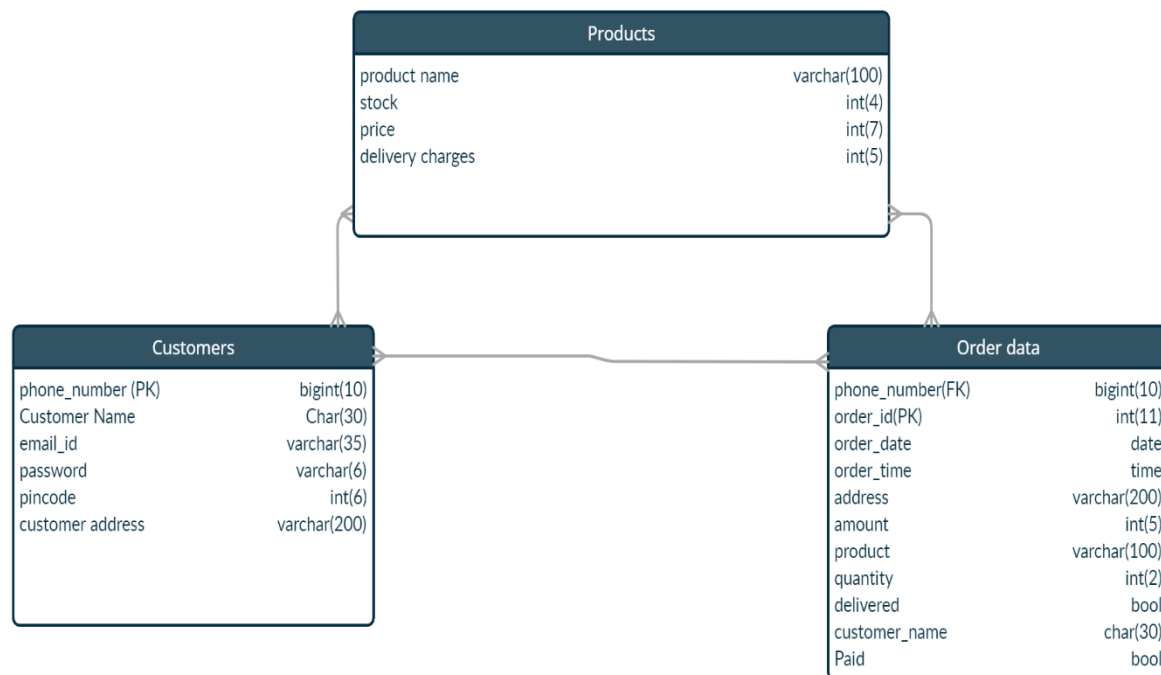 Products
product name varchar(100)
stock int(4)
price int(7)
delivery charges int(5)
Customers
phone_number (PK) bigint(10)
Customer Name Char(30)
email_id varchar(35)
password varchar(6)
pincode int(6)
customer address varchar(200)
Order data
phone_number(FK) bigint(10)
order_id(PK) int(11)
order_date date
order_time time
address varchar(200)
amount int(5)
product varchar(100)
quantity int(2)
delivered bool
customer_name char(30)
Paid bool